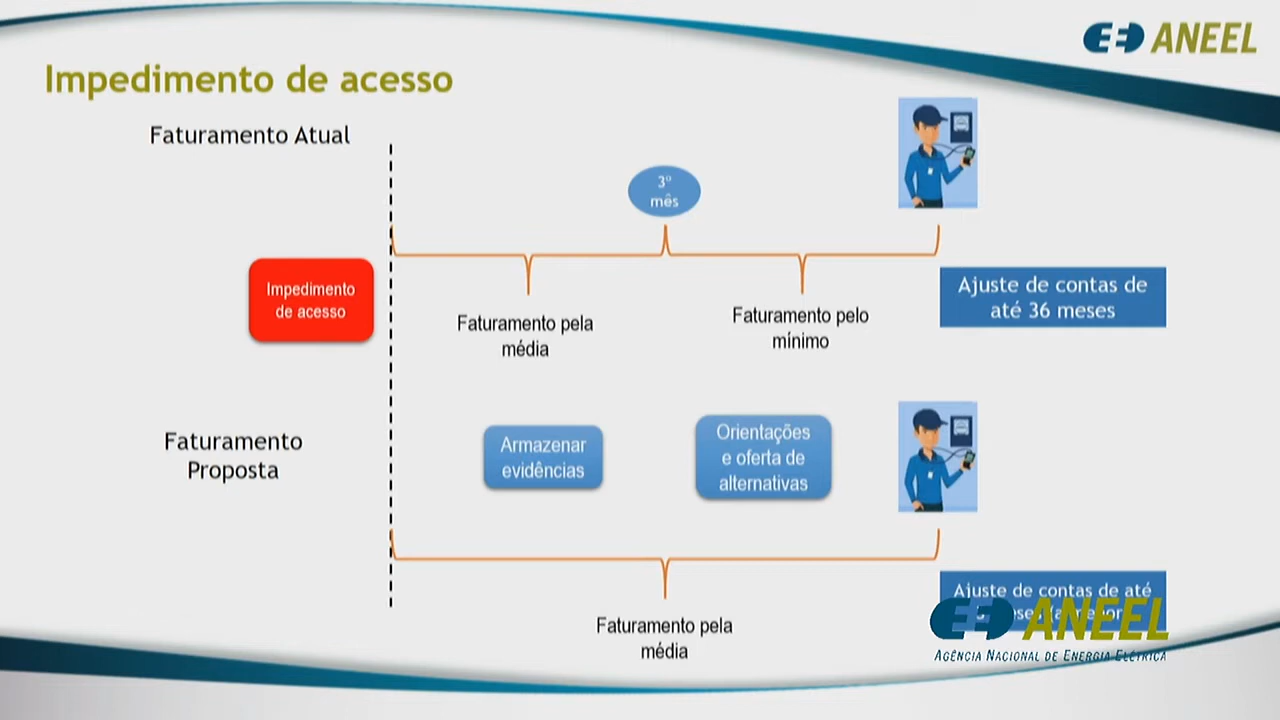 ANEEL
Impedimento de acesso
Faturamento Atual
3º
mês
Impedimento
de acesso
Faturamento pela
média
Faturamento pelo
mínimo
Ajuste de contas de
até 36 meses
Faturamento
Proposta
Armazenar
evidências
Orientações
e oferta de
alternativas
Faturamento pela
média
Ajuste de contas de até
ANEEL
AGÊNCIA NACIONAL DE ENERGIA ELÉTRICA